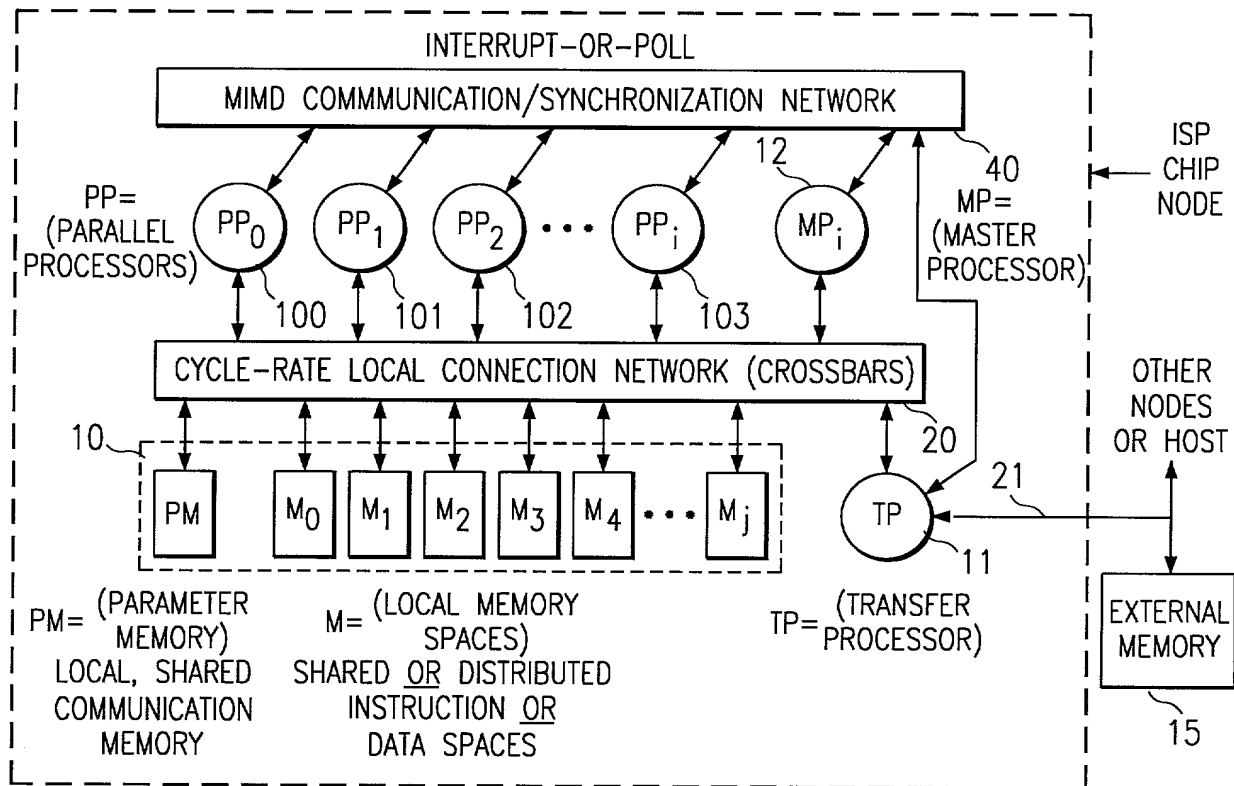 INTERRUPT-OR-POLL
MIMD COMMMUNICATION/SYNCHRONIZATION NETWORK
40
ISP
CHIP
NODE
PP=
(PARALLEL
PROCESSORS)
PP0
PP1
PP2
PPi
12
MPi
MP=
(MASTER
PROCESSOR)
100
101
102
103
CYCLE-RATE LOCAL CONNECTION NETWORK (CROSSBARS)
20
OTHER
NODES
OR HOST
10
PM
M0
M1
M2
M3
M4
Mj
TP
11
21
PM= (PARAMETER
MEMORY)
LOCAL, SHARED
COMMUNICATION
MEMORY
M= (LOCAL MEMORY
SPACES)
SHARED OR DISTRIBUTED
INSTRUCTION OR
DATA SPACES
TP= (TRANSFER
PROCESSOR)
EXTERNAL
MEMORY
15